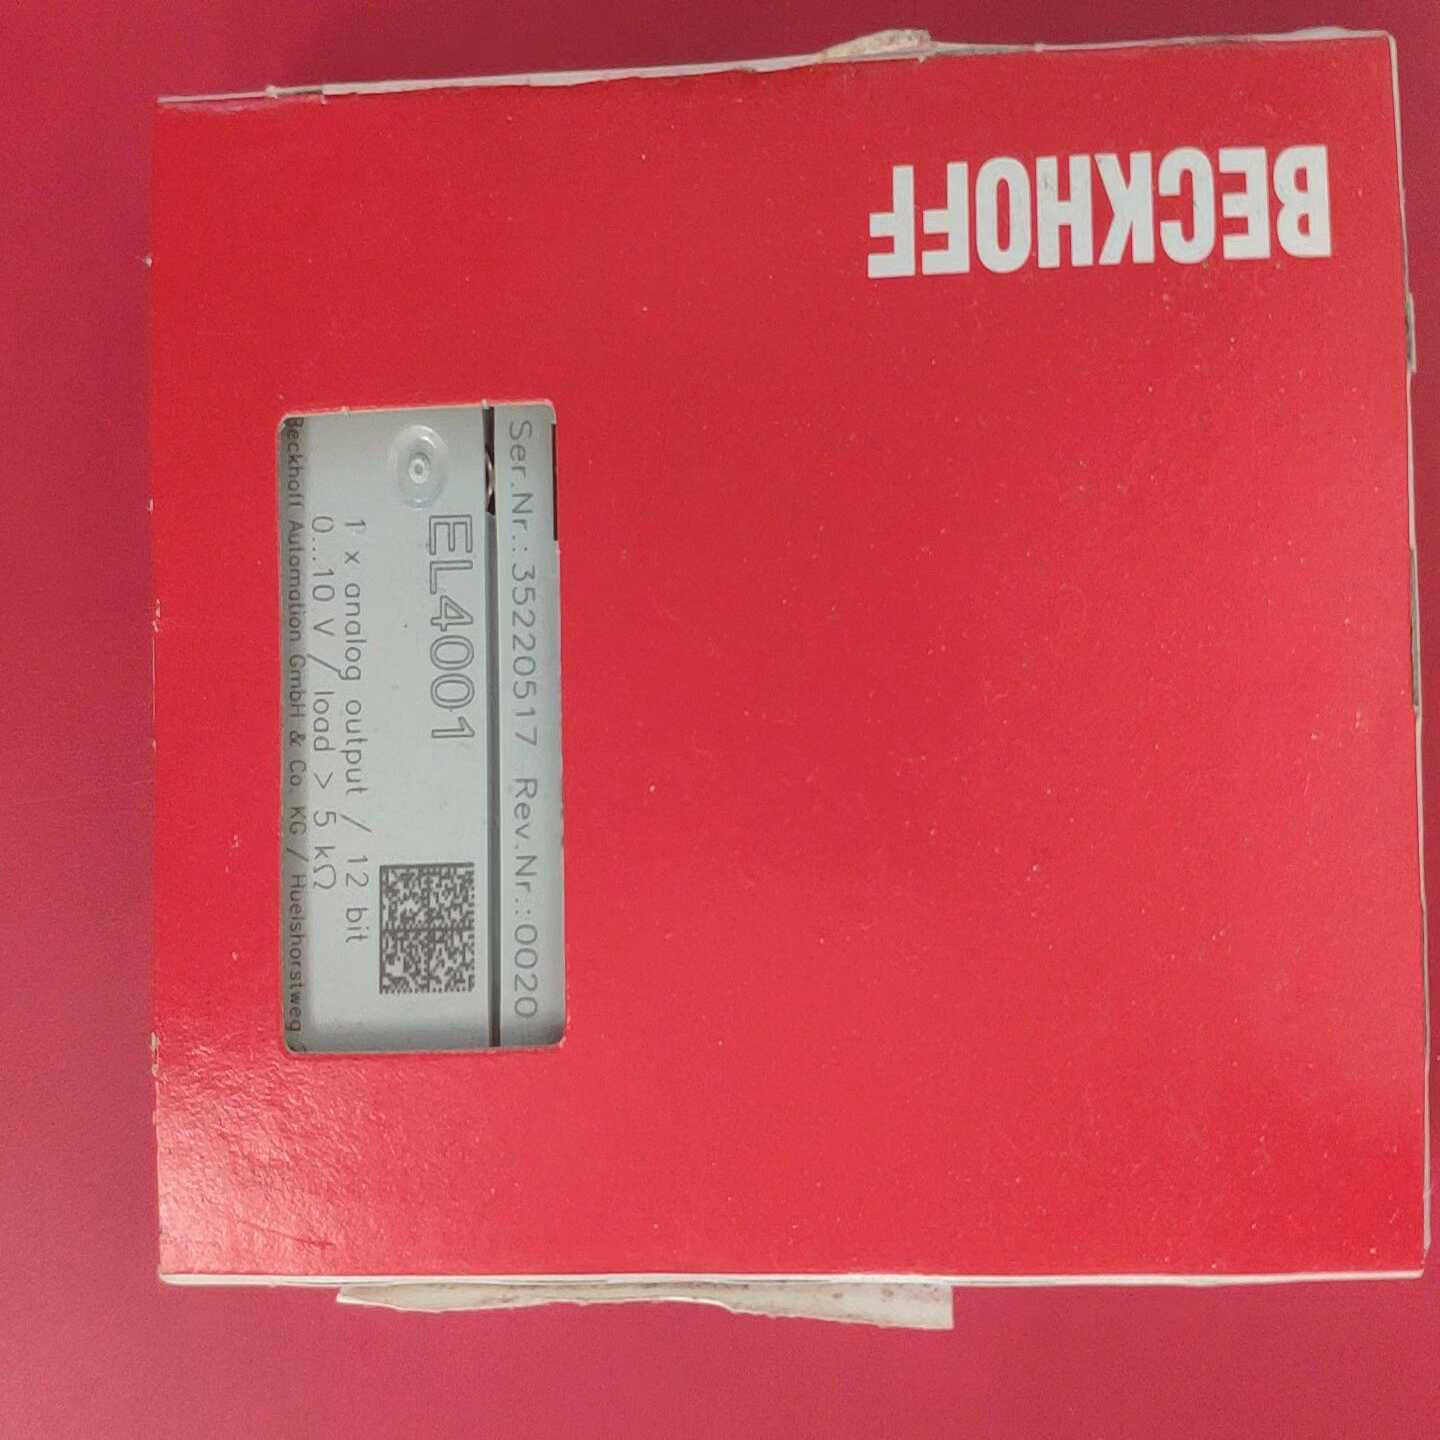 BECKHOFF
Ser.Nr.:35220517 Rev.Nr.:0020
EL4001
1 x analog output / 12 bit
0...10 V / load > 5 kΩ
Beckhoff Automation GmbH & Co KG / Huelshorstweg